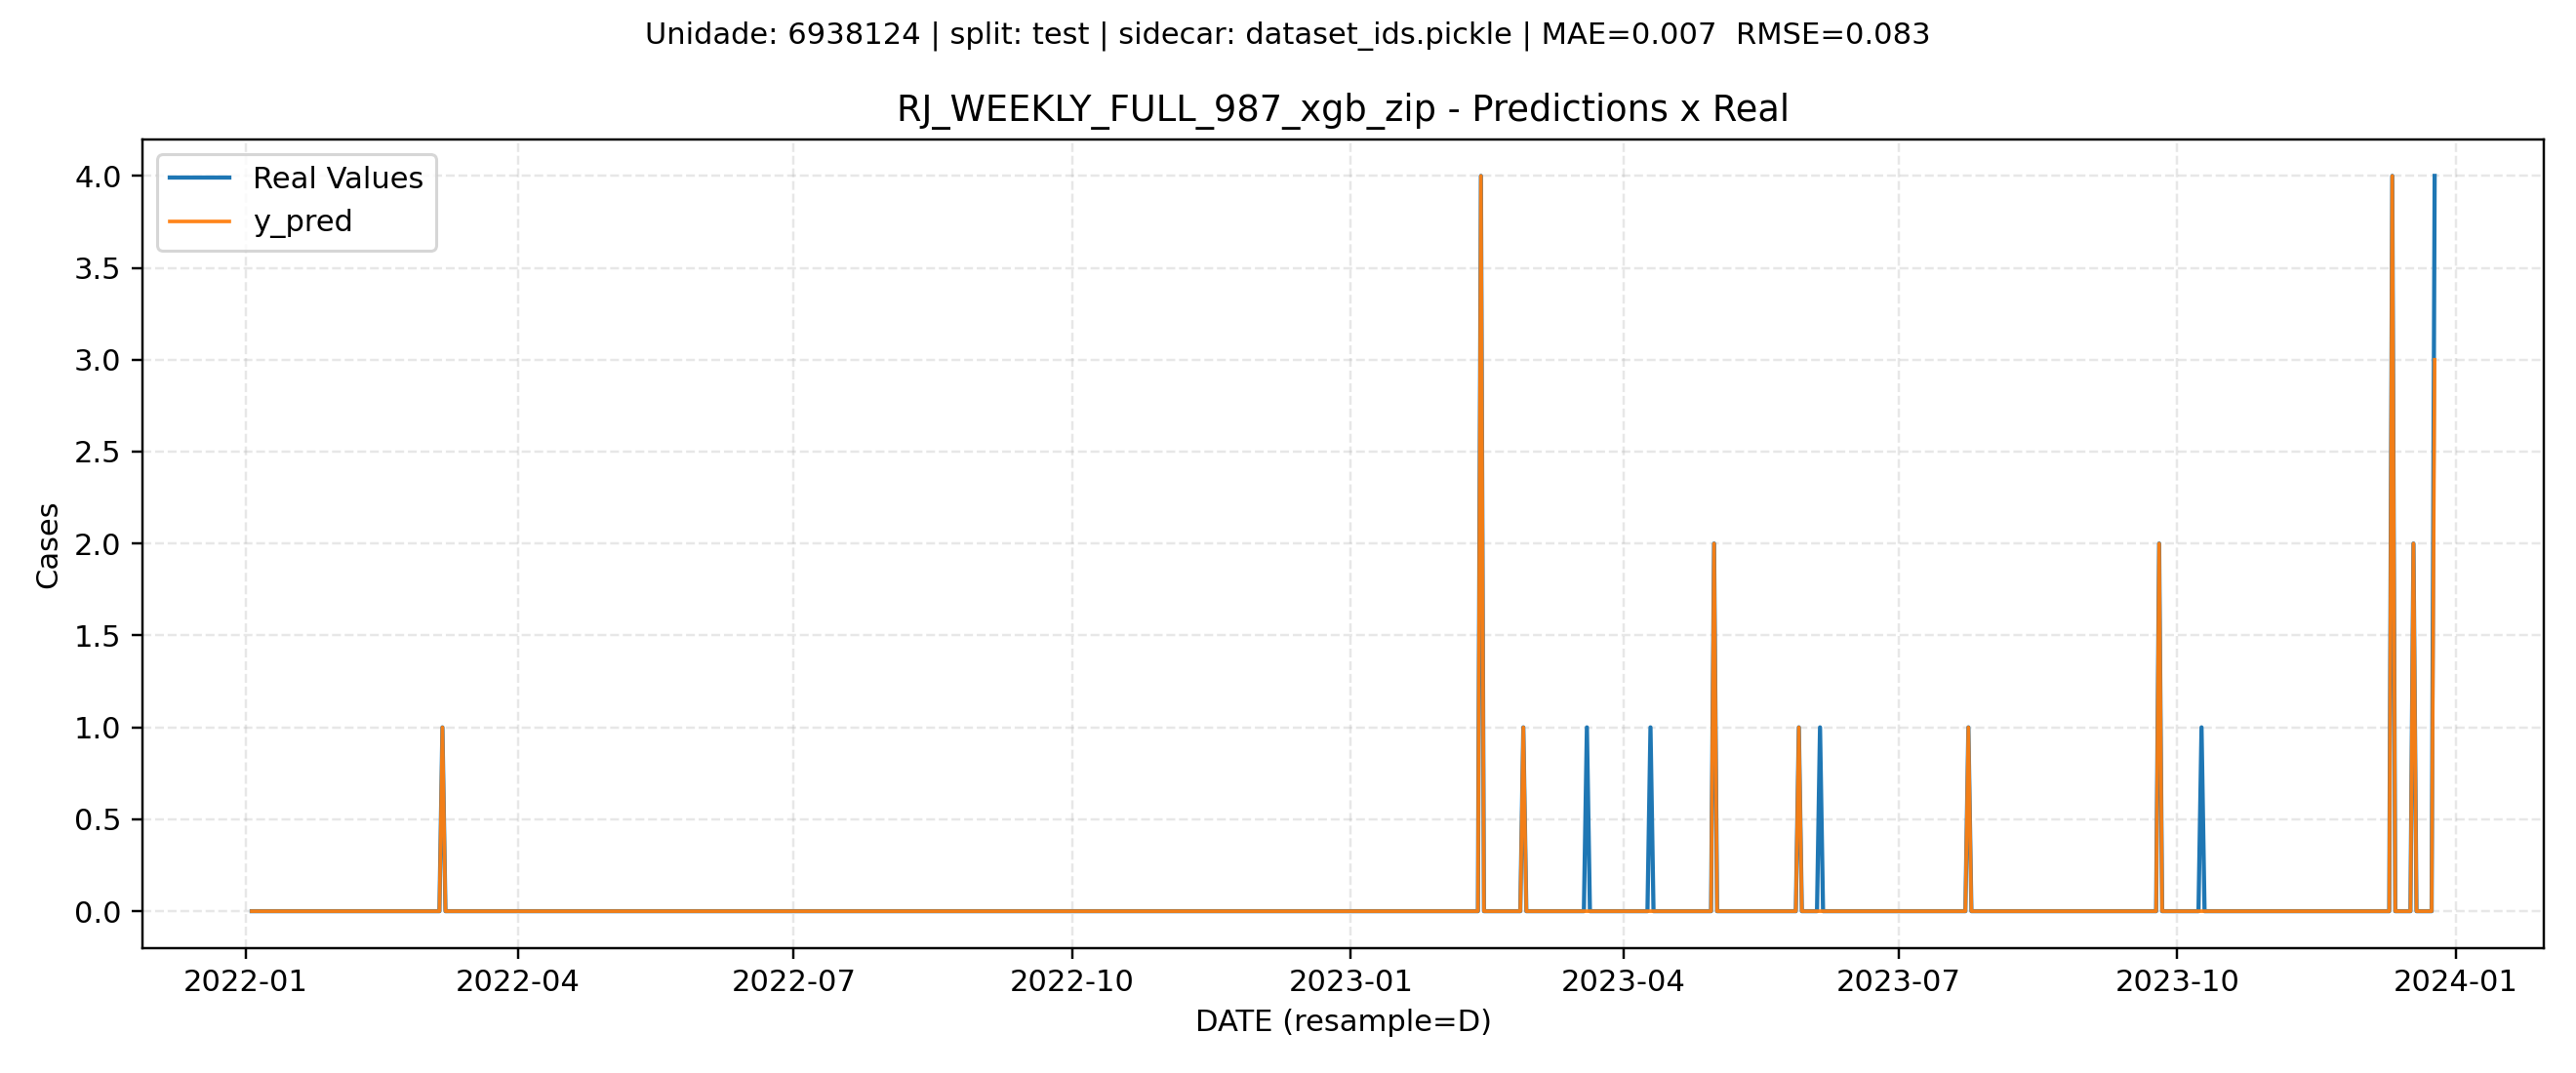 Unidade: 6938124 | split: test | sidecar: dataset_ids.pickle | MAE=0.007  RMSE=0.083
RJ_WEEKLY_FULL_987_xgb_zip - Predictions x Real
Real Values
y_pred
4.0
3.5
3.0
2.5
2.0
1.5
1.0
0.5
0.0
Cases
2022-01 2022-04 2022-07 2022-10 2023-01 2023-04 2023-07 2023-10 2024-01
DATE (resample=D)